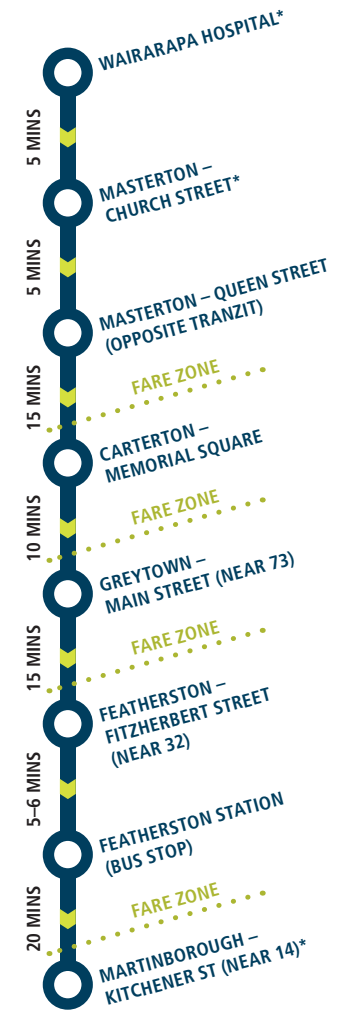 WAIRARAPA HOSPITAL*
5 MINS
MASTERTON –
CHURCH STREET*
5 MINS
MASTERTON – QUEEN STREET
(OPPOSITE TRANZIT)
15 MINS
FARE ZONE
CARTERTON –
MEMORIAL SQUARE
10 MINS
FARE ZONE
GREYTOWN –
MAIN STREET (NEAR 73)
15 MINS
FARE ZONE
FEATHERSTON –
FITZHERBERT STREET
(NEAR 32)
5–6 MINS
FEATHERSTON STATION
(BUS STOP)
20 MINS
FARE ZONE
MARTINBOROUGH –
KITCHENER ST (NEAR 14)*